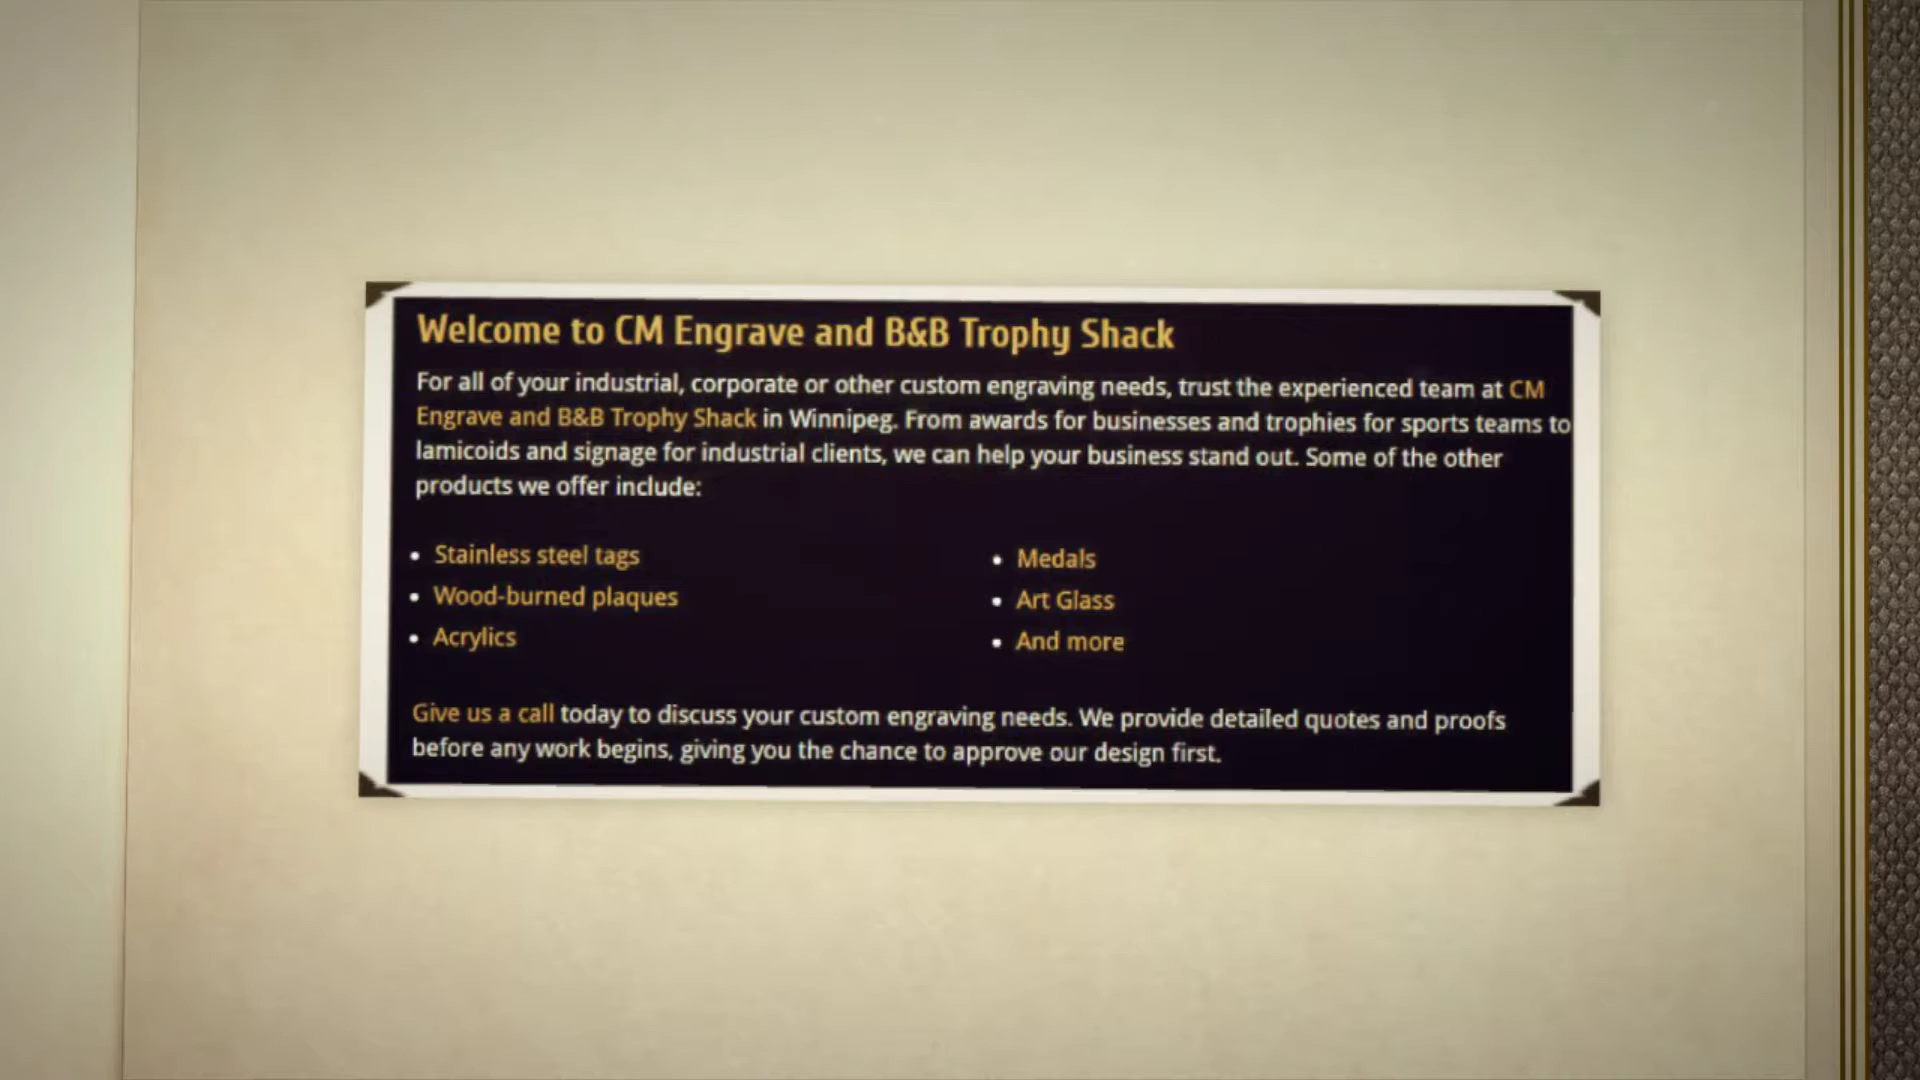 Welcome to CM Engrave and B&B Trophy Shack
For all of your industrial, corporate or other custom engraving needs, trust the experienced team at CM
Engrave and B&B Trophy Shack in Winnipeg. From awards for businesses and trophies for sports teams to
lamicoids and signage for industrial clients, we can help your business stand out. Some of the other
products we offer include:
• Stainless steel tags
• Wood-burned plaques
• Acrylics
• Medals
• Art Glass
• And more
Give us a call today to discuss your custom engraving needs. We provide detailed quotes and proofs
before any work begins, giving you the chance to approve our design first.